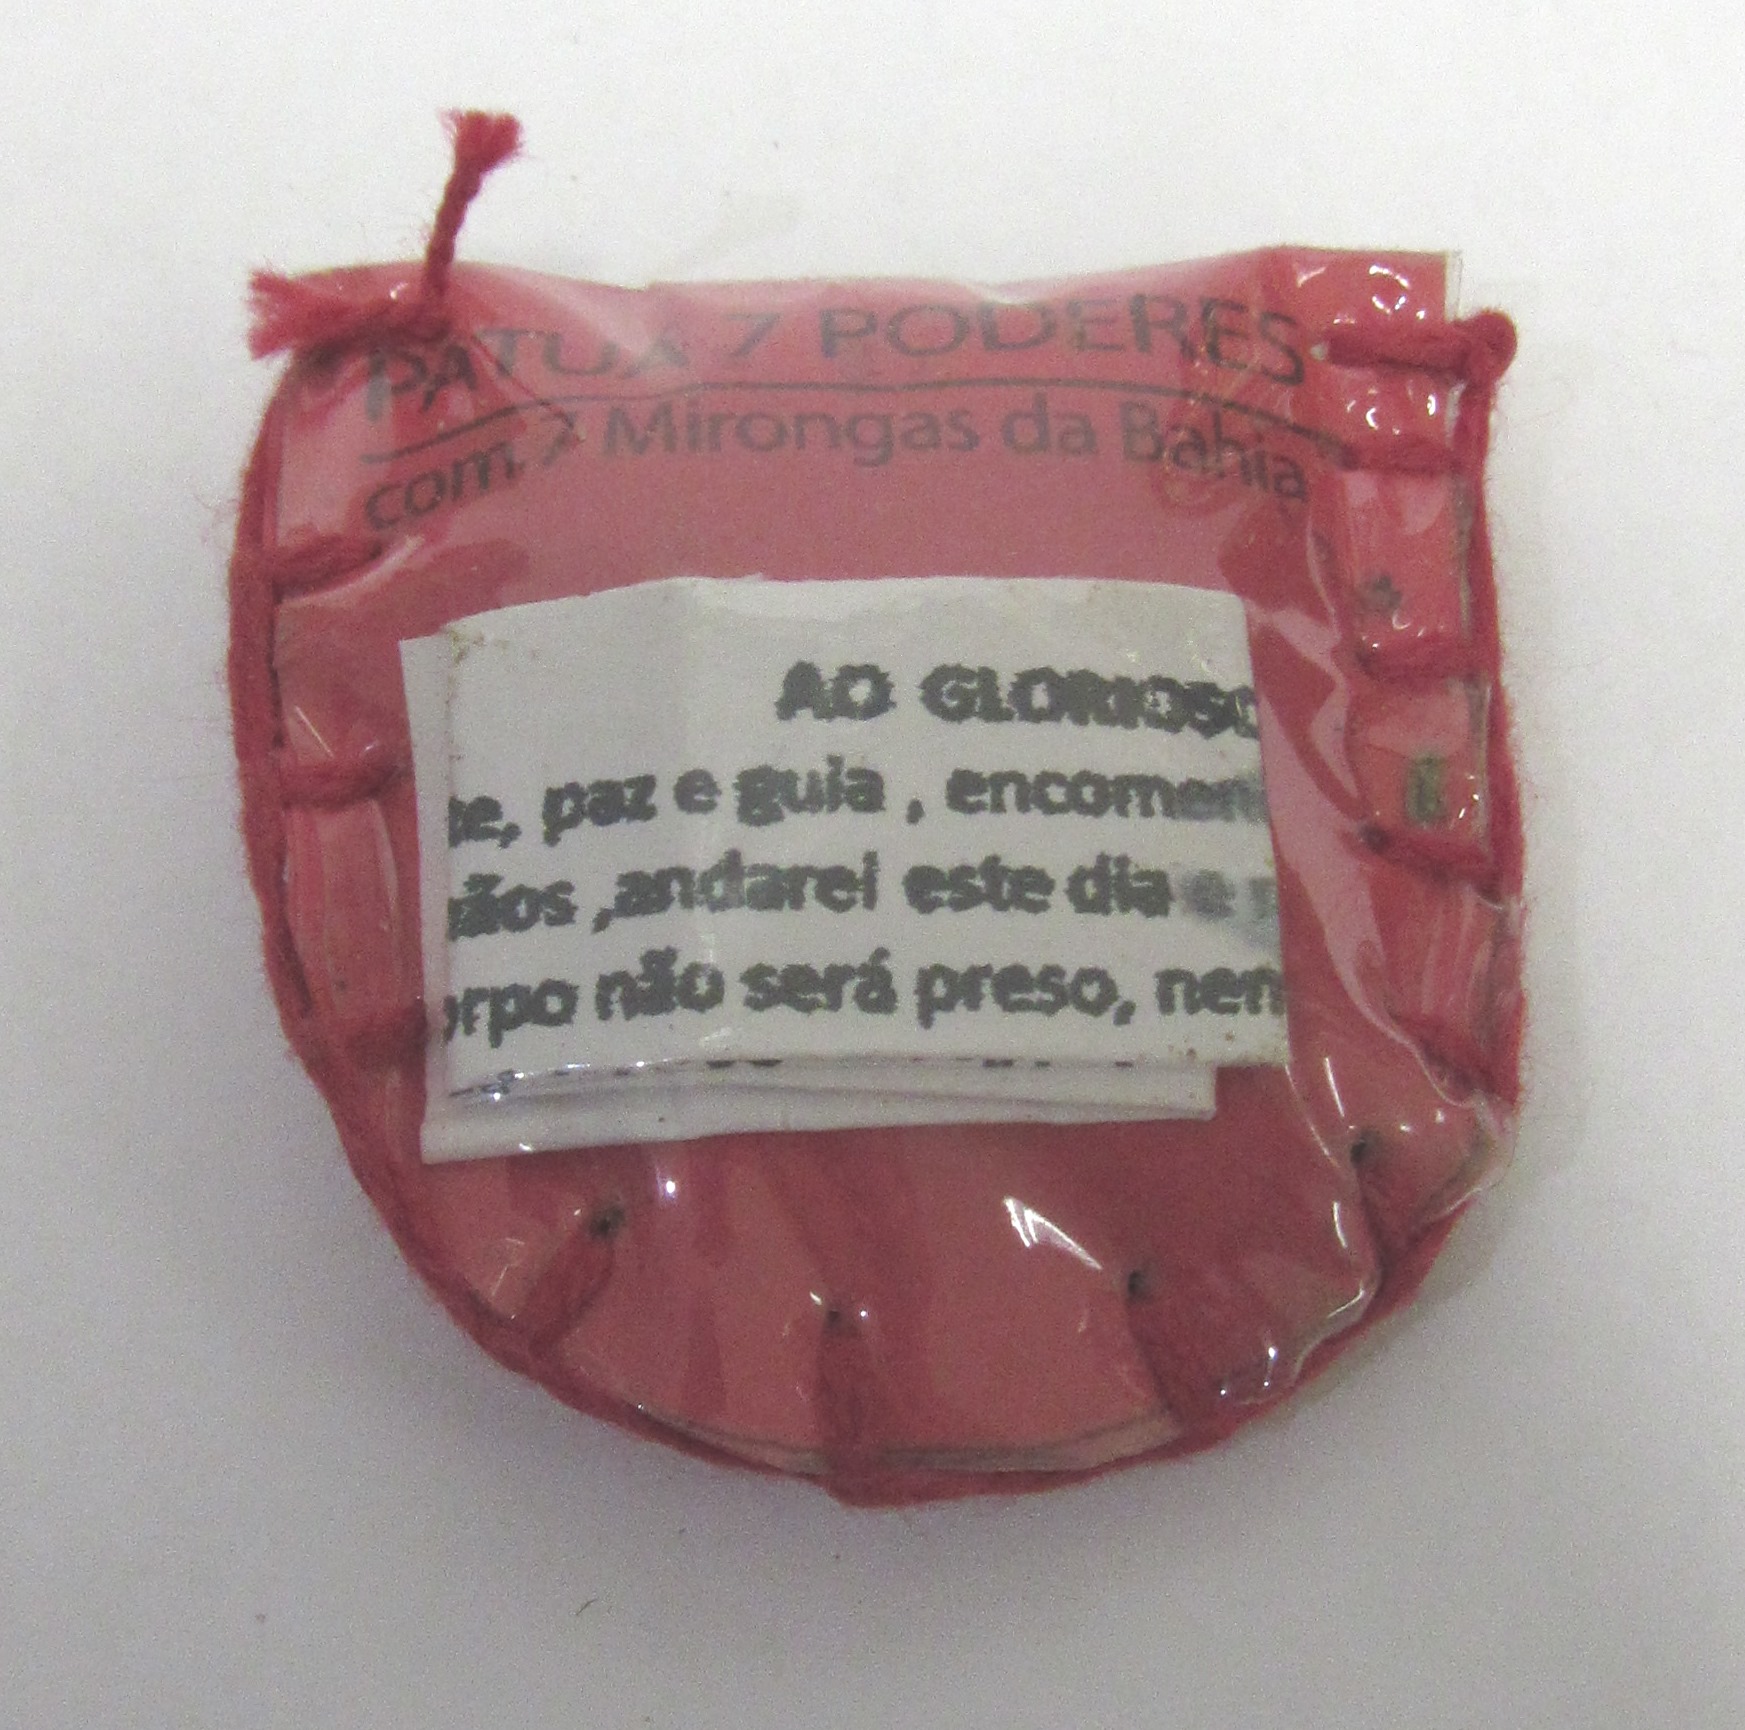 PATUÁ 7 PODERES
com 7 Mirongas da Bahia
AO GLORIOSO
e, paz e guia , encomen
ãos ,andarei este dia e
orpo não será preso, nem